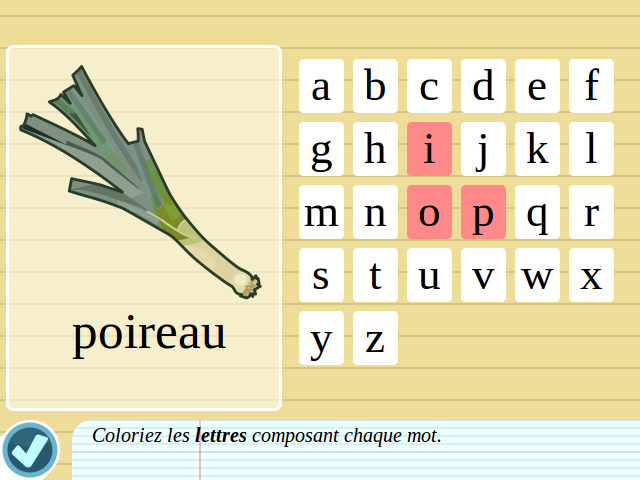 a b c d e f
g h i j k l
m n o p q r
s t u v w x
y z
poireau
Coloriez les lettres composant chaque mot.